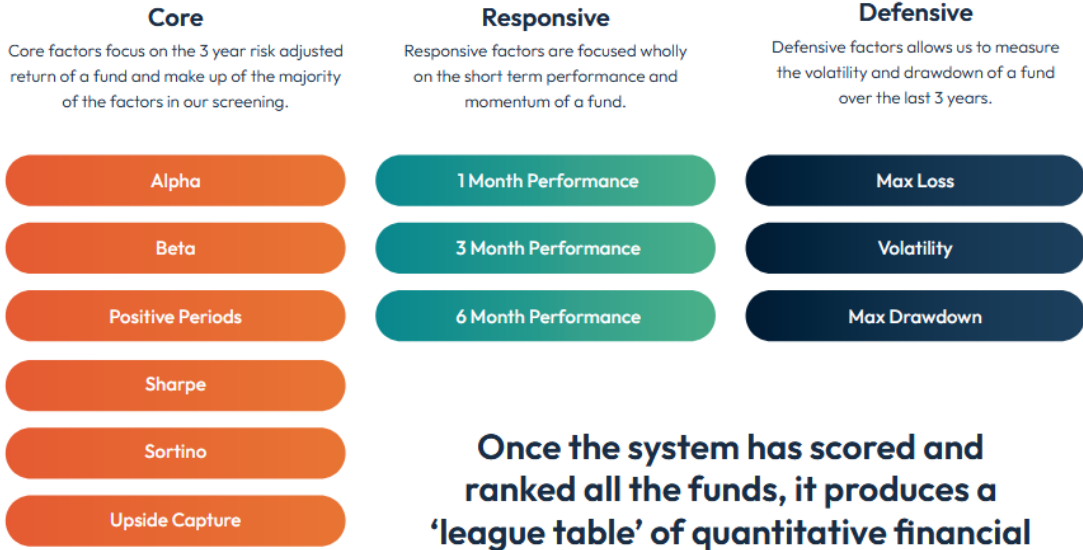 Core
Core factors focus on the 3 year risk adjusted
return of a fund and make up of the majority
of the factors in our screening.
Alpha
Beta
Positive Periods
Sharpe
Sortino
Upside Capture
Responsive
Responsive factors are focused wholly
on the short term performance and
momentum of a fund.
1 Month Performance
3 Month Performance
6 Month Performance
Defensive
Defensive factors allows us to measure
the volatility and drawdown of a fund
over the last 3 years.
Max Loss
Volatility
Max Drawdown
Once the system has scored and
ranked all the funds, it produces a
‘league table’ of quantitative financial